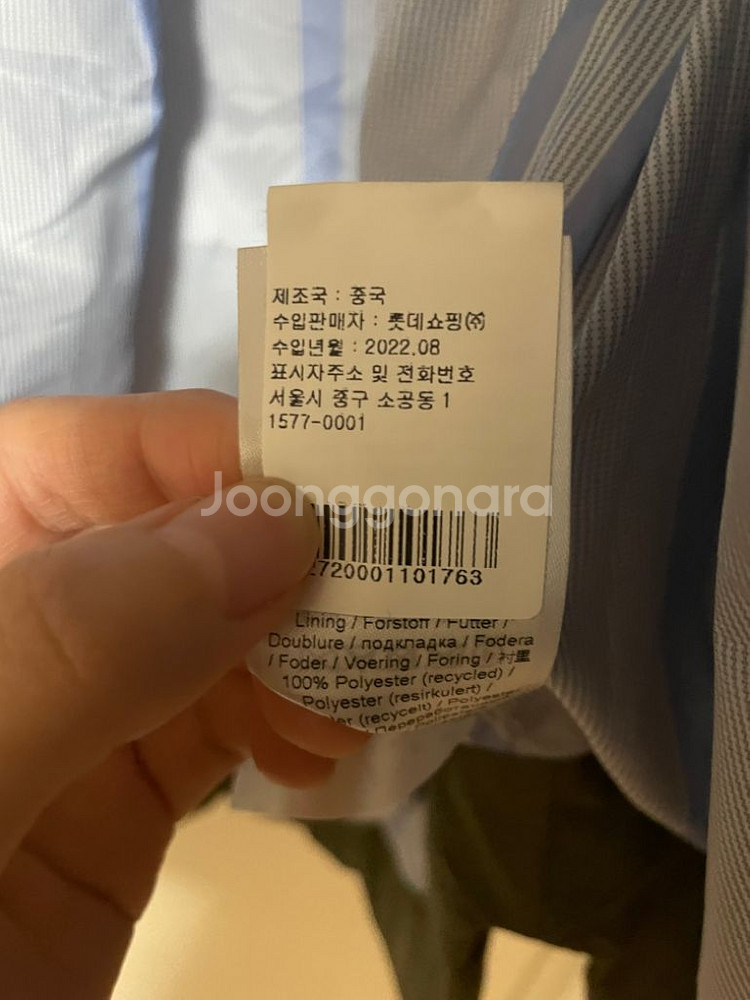 제조국 : 중국
수입판매자 : 롯데쇼핑㈜
수입년월 : 2022.08
표시자주소 및 전화번호
서울시 중구 소공동 1
1577-0001
Joonggonara
2720001101763
Lining / Forstoff / Futter /
Doublure / подкладка / Fodera
/ Foder / Voering / Foring / 衬里
100% Polyester (recycled) /
Polyester (resirkulert) /
(recycelt) / Polyester